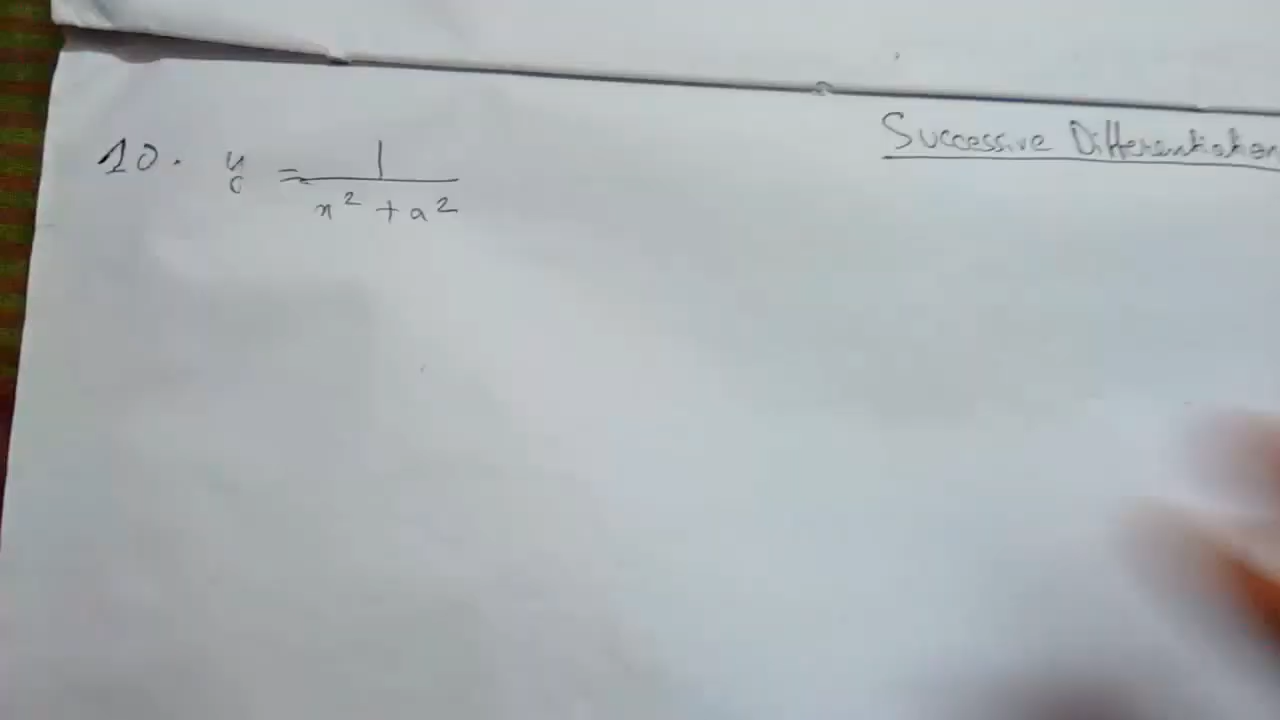 Successive Differentiation
10. y = 1 / x² + a²